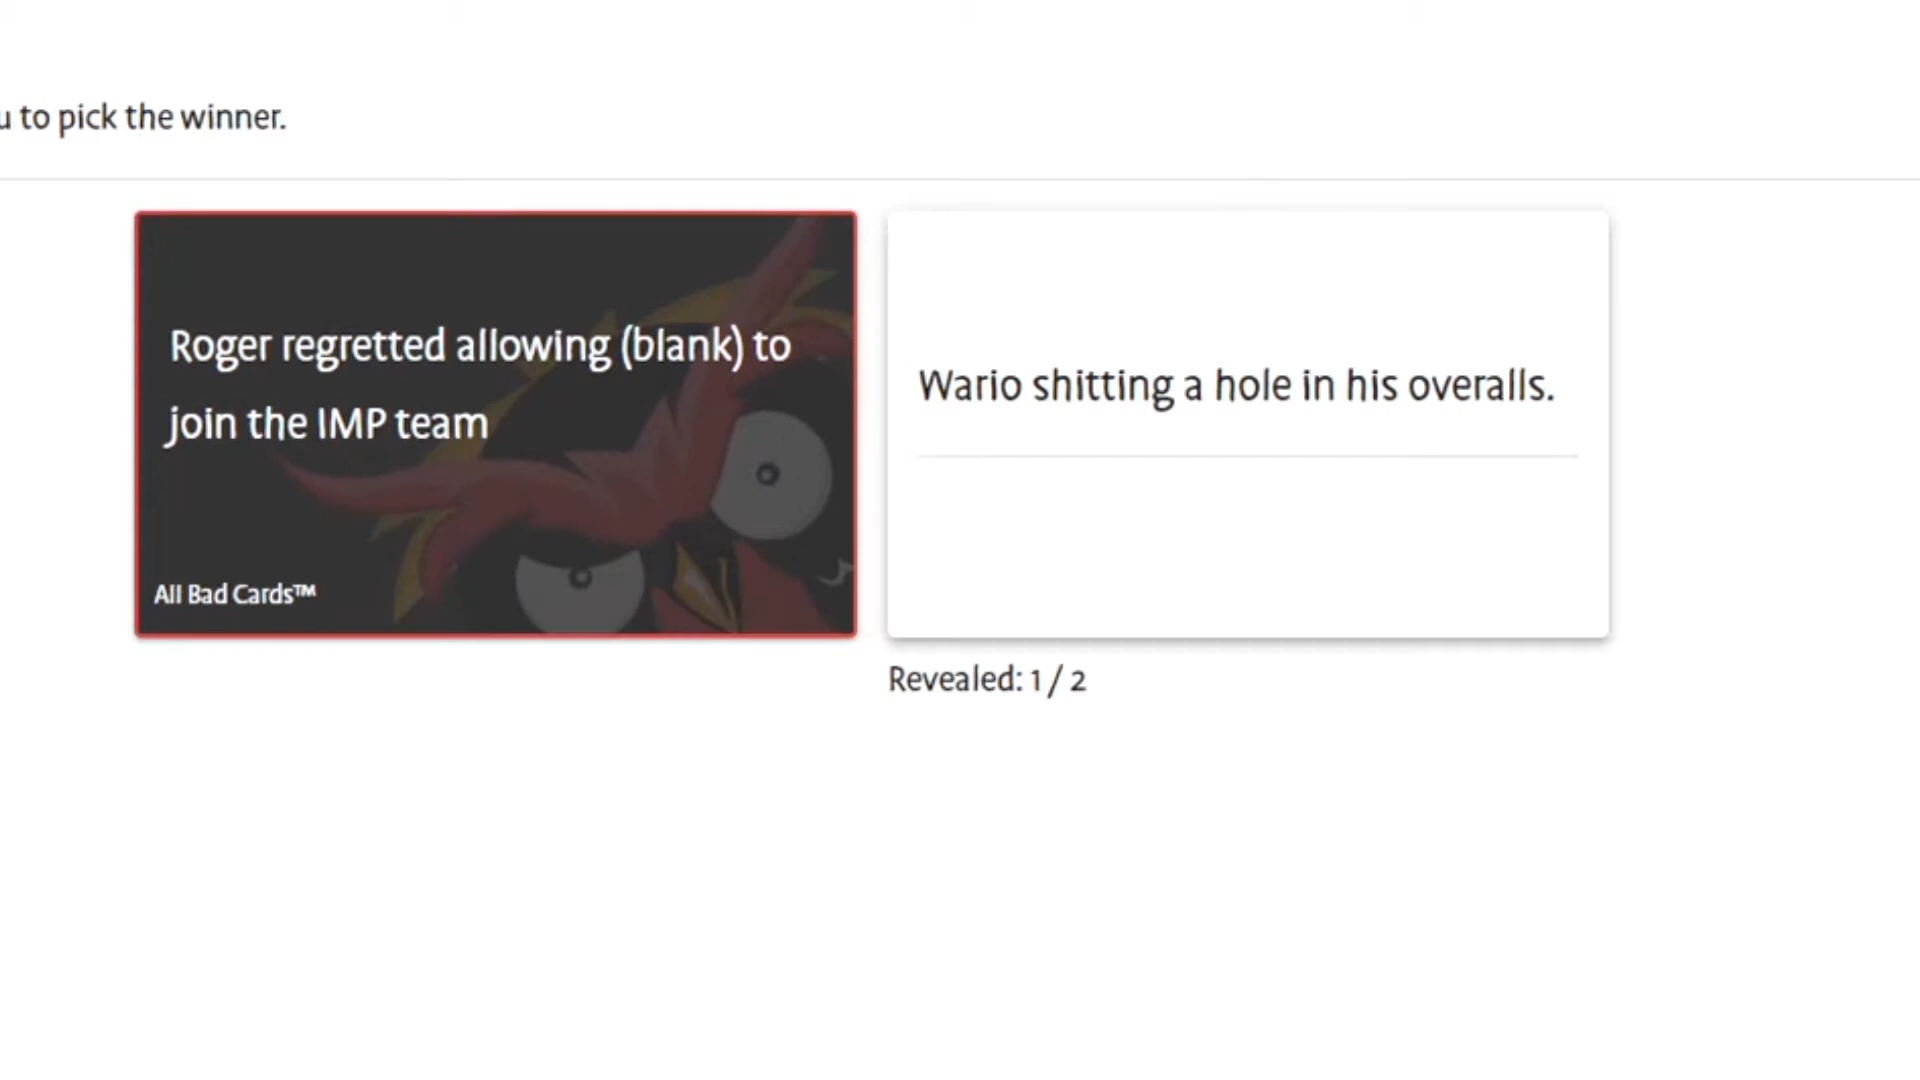 u to pick the winner.
Roger regretted allowing (blank) to
join the IMP team
All Bad Cards™
Wario shitting a hole in his overalls.
Revealed: 1 / 2